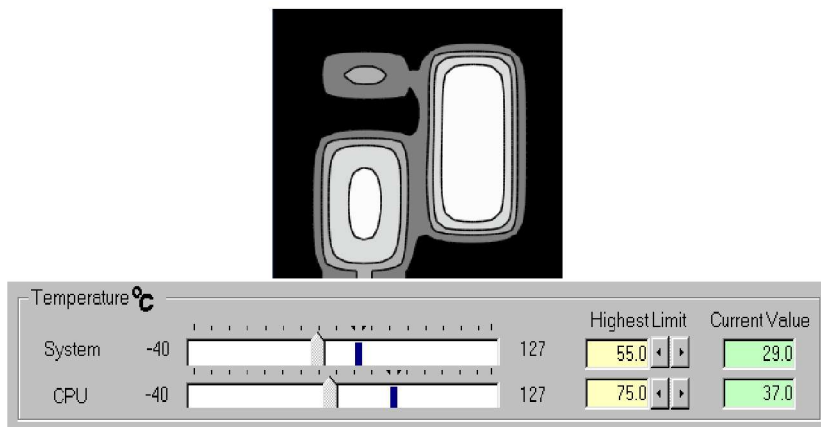 Temperature °C
Highest Limit Current Value
System -40 127 55.0 29.0
CPU -40 127 75.0 37.0